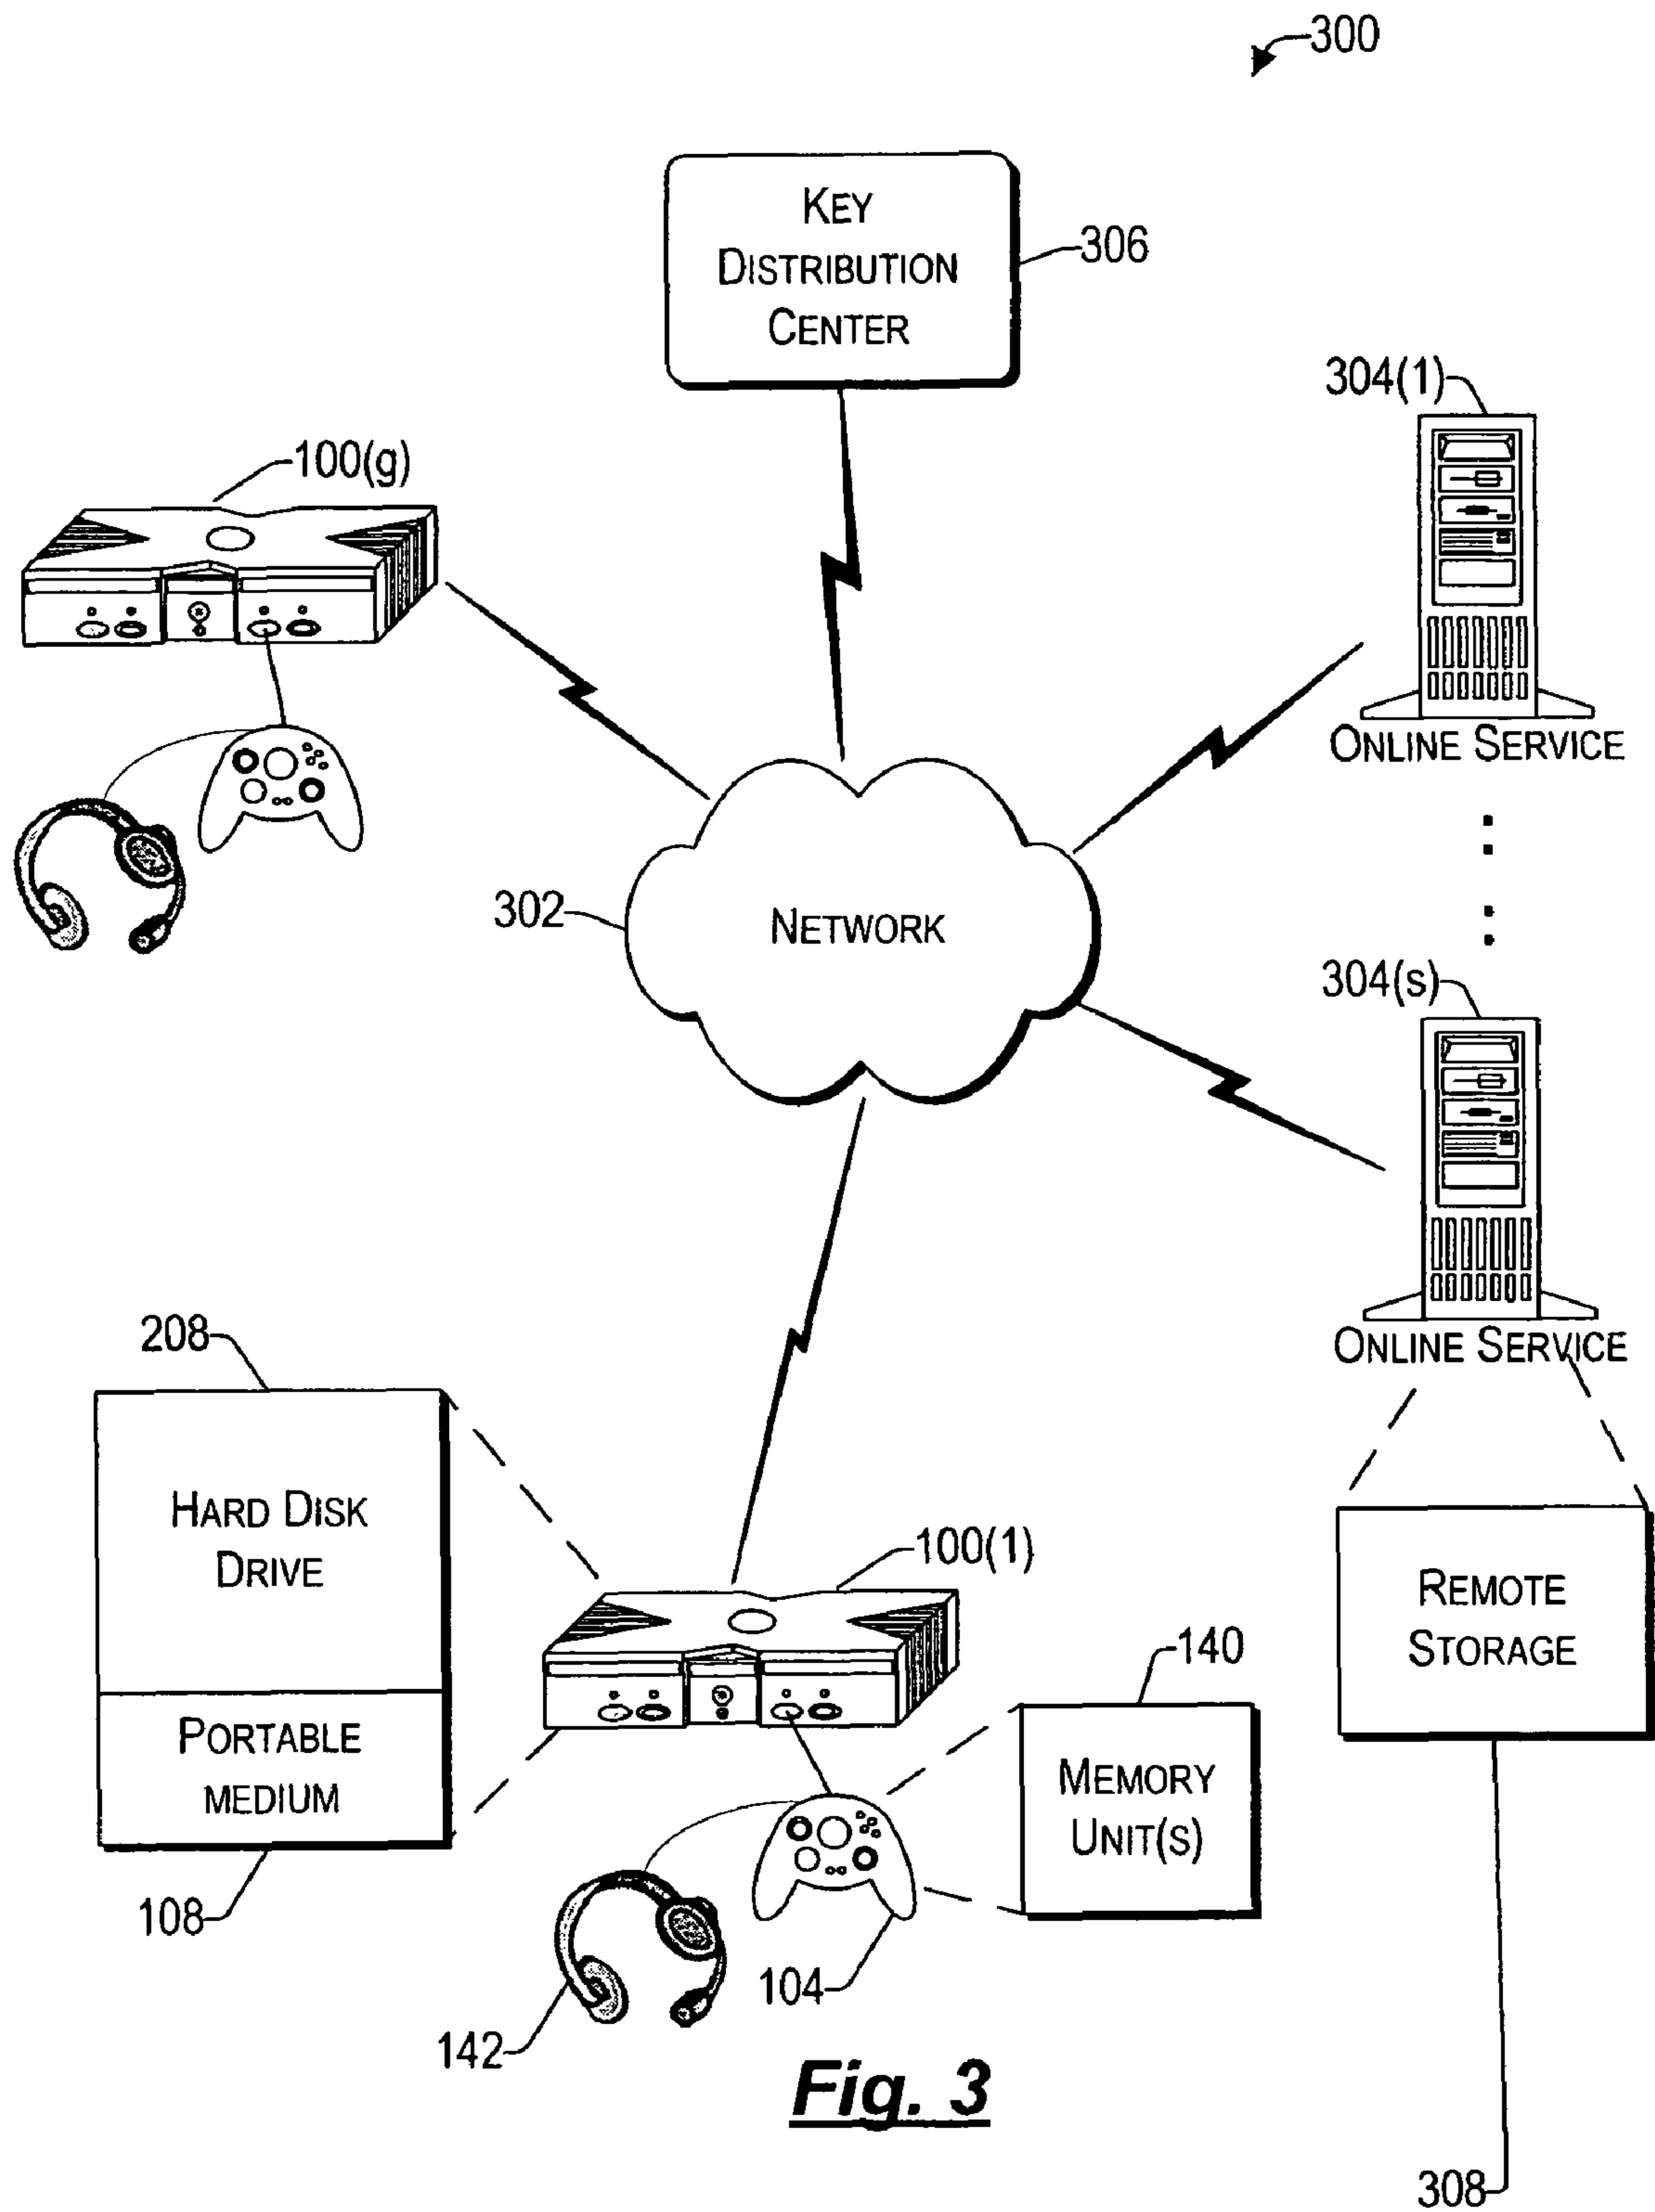 300
KEY
DISTRIBUTION
CENTER
306
304(1)
100(g)
ONLINE SERVICE
302
NETWORK
304(s)
ONLINE SERVICE
208
HARD DISK
DRIVE
PORTABLE
MEDIUM
108
100(1)
140
MEMORY
UNIT(S)
REMOTE
STORAGE
104
142
Fig. 3
308